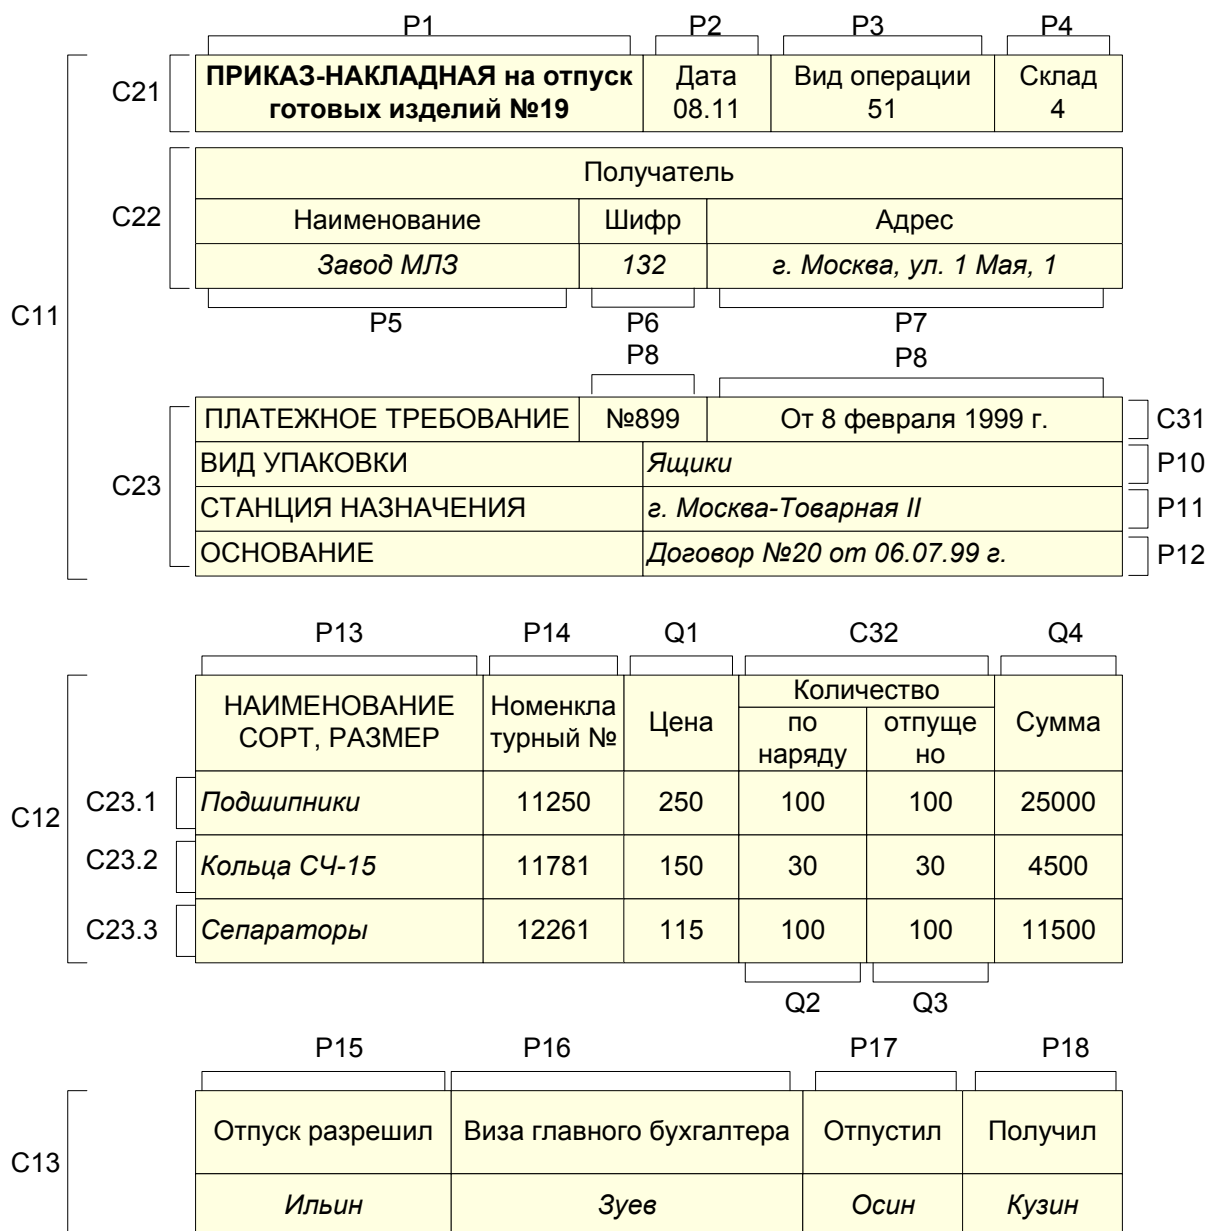 P1 P2 P3 P4
C21 ПРИКАЗ-НАКЛАДНАЯ на отпуск Дата Вид операции Склад
готовых изделий №19 08.11 51 4
Получатель
C22 Наименование Шифр Адрес
Завод МЛЗ 132 г. Москва, ул. 1 Мая, 1
C11 P5 P6 P7
P8 P8
ПЛАТЕЖНОЕ ТРЕБОВАНИЕ №899 От 8 февраля 1999 г. C31
ВИД УПАКОВКИ Ящики P10
C23
СТАНЦИЯ НАЗНАЧЕНИЯ г. Москва-Товарная II P11
ОСНОВАНИЕ Договор №20 от 06.07.99 г. P12
P13 P14 Q1 C32 Q4
Количество
НАИМЕНОВАНИЕ Номенкла Цена по отпуще Сумма
СОРТ, РАЗМЕР турный № наряду но
C12 C23.1 Подшипники 11250 250 100 100 25000
C23.2 Кольца СЧ-15 11781 150 30 30 4500
C23.3 Сепараторы 12261 115 100 100 11500
Q2 Q3
P15 P16 P17 P18
Отпуск разрешил Виза главного бухгалтера Отпустил Получил
C13
Ильин Зуев Осин Кузин